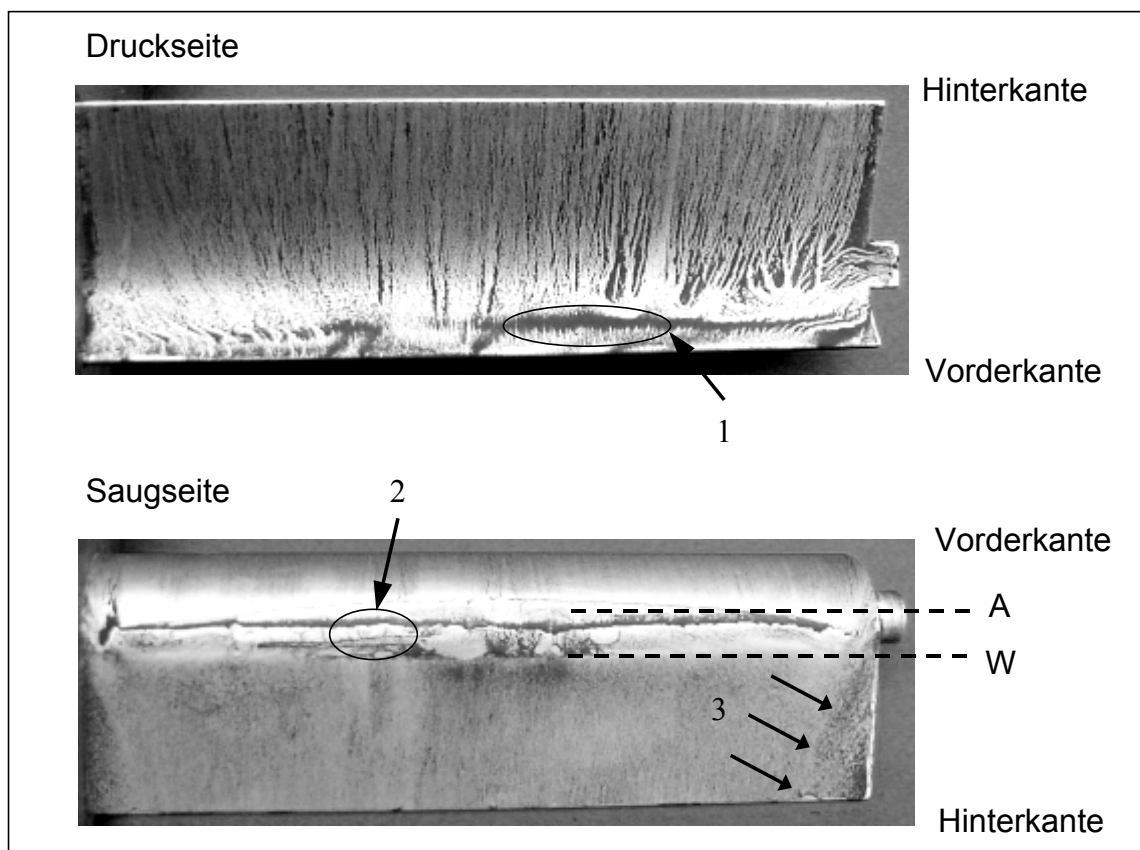 Druckseite
Hinterkante
Vorderkante
1
Saugseite
2
Vorderkante
A
W
3
Hinterkante